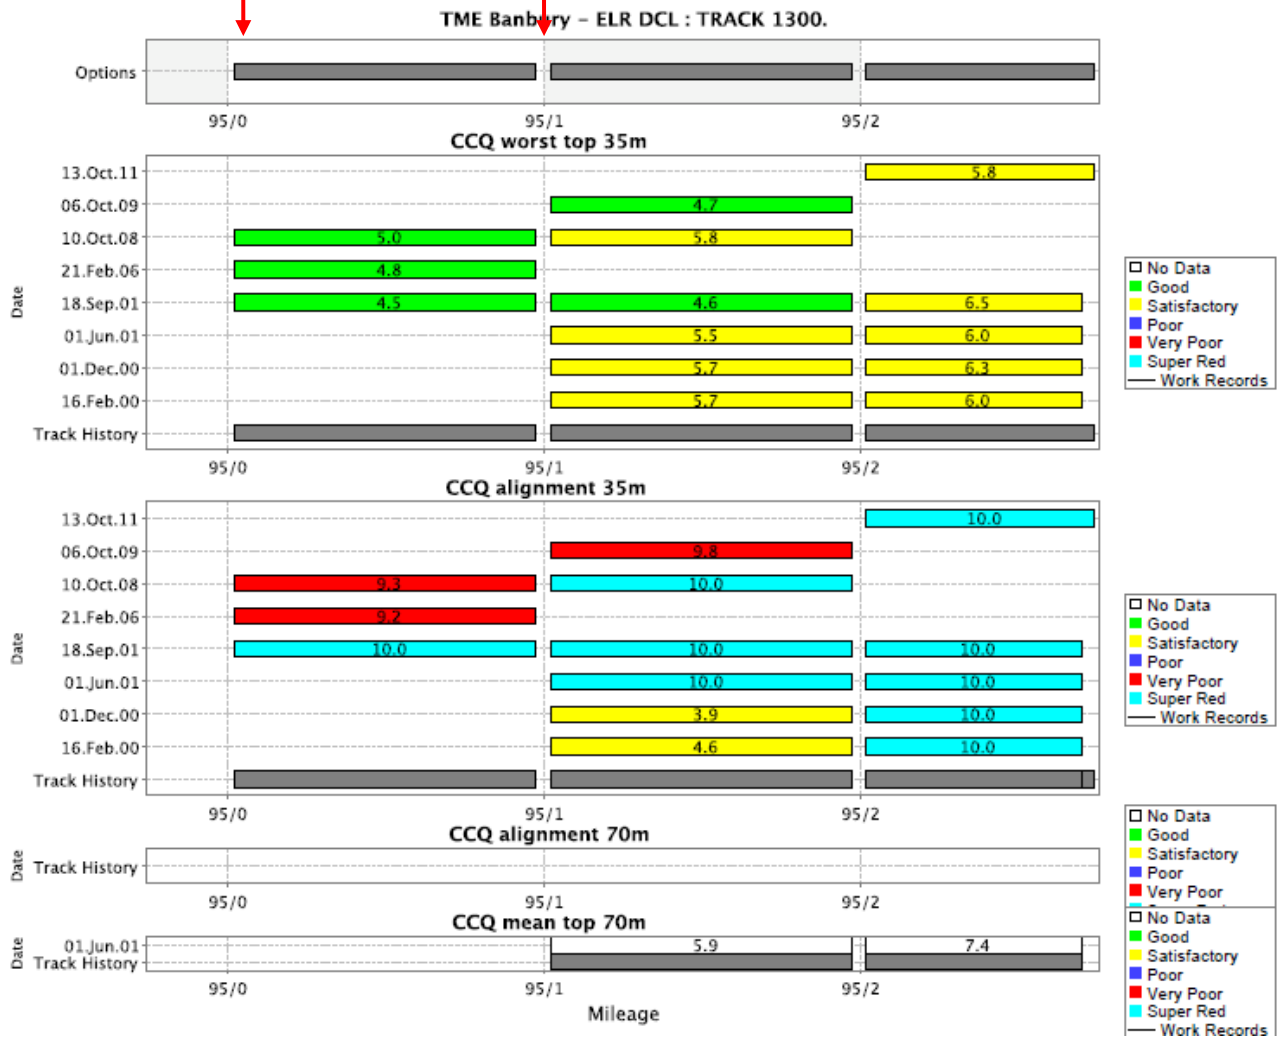 TME Banbury – ELR DCL : TRACK 1300.
Options
95/0 95/1 95/2
CCQ worst top 35m
Date
13.Oct.11 5.8
06.Oct.09 4.7
10.Oct.08 5.0 5.8
21.Feb.06 4.8
18.Sep.01 4.5 4.6 6.5
01.Jun.01 5.5 6.0
01.Dec.00 5.7 6.3
16.Feb.00 5.7 6.0
Track History
95/0 95/1 95/2
No Data
Good
Satisfactory
Poor
Very Poor
Super Red
Work Records
CCQ alignment 35m
Date
13.Oct.11 10.0
06.Oct.09 9.8
10.Oct.08 9.3 10.0
21.Feb.06 9.2
18.Sep.01 10.0 10.0 10.0
01.Jun.01 10.0 10.0
01.Dec.00 3.9 10.0
16.Feb.00 4.6 10.0
Track History
95/0 95/1 95/2
No Data
Good
Satisfactory
Poor
Very Poor
Super Red
Work Records
CCQ alignment 70m
Date
Track History
95/0 95/1 95/2
No Data
Good
Satisfactory
Poor
Very Poor
CCQ mean top 70m
Date
01.Jun.01 5.9 7.4
Track History
95/0 95/1 95/2
Mileage
No Data
Good
Satisfactory
Poor
Very Poor
Super Red
Work Records